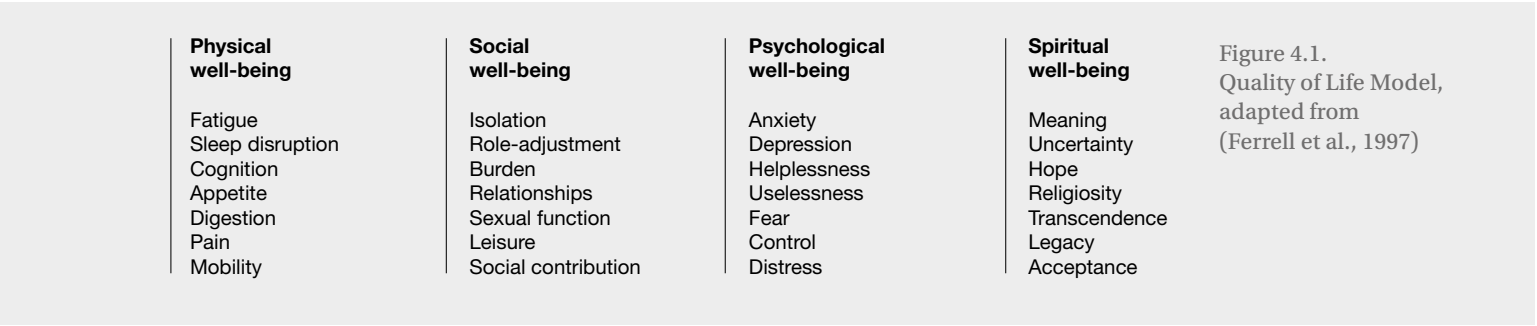 Physical
well-being
Fatigue
Sleep disruption
Cognition
Appetite
Digestion
Pain
Mobility
Social
well-being
Isolation
Role-adjustment
Burden
Relationships
Sexual function
Leisure
Social contribution
Psychological
well-being
Anxiety
Depression
Helplessness
Uselessness
Fear
Control
Distress
Spiritual
well-being
Meaning
Uncertainty
Hope
Religiosity
Transcendence
Legacy
Acceptance
Figure 4.1.
Quality of Life Model,
adapted from
(Ferrell et al., 1997)